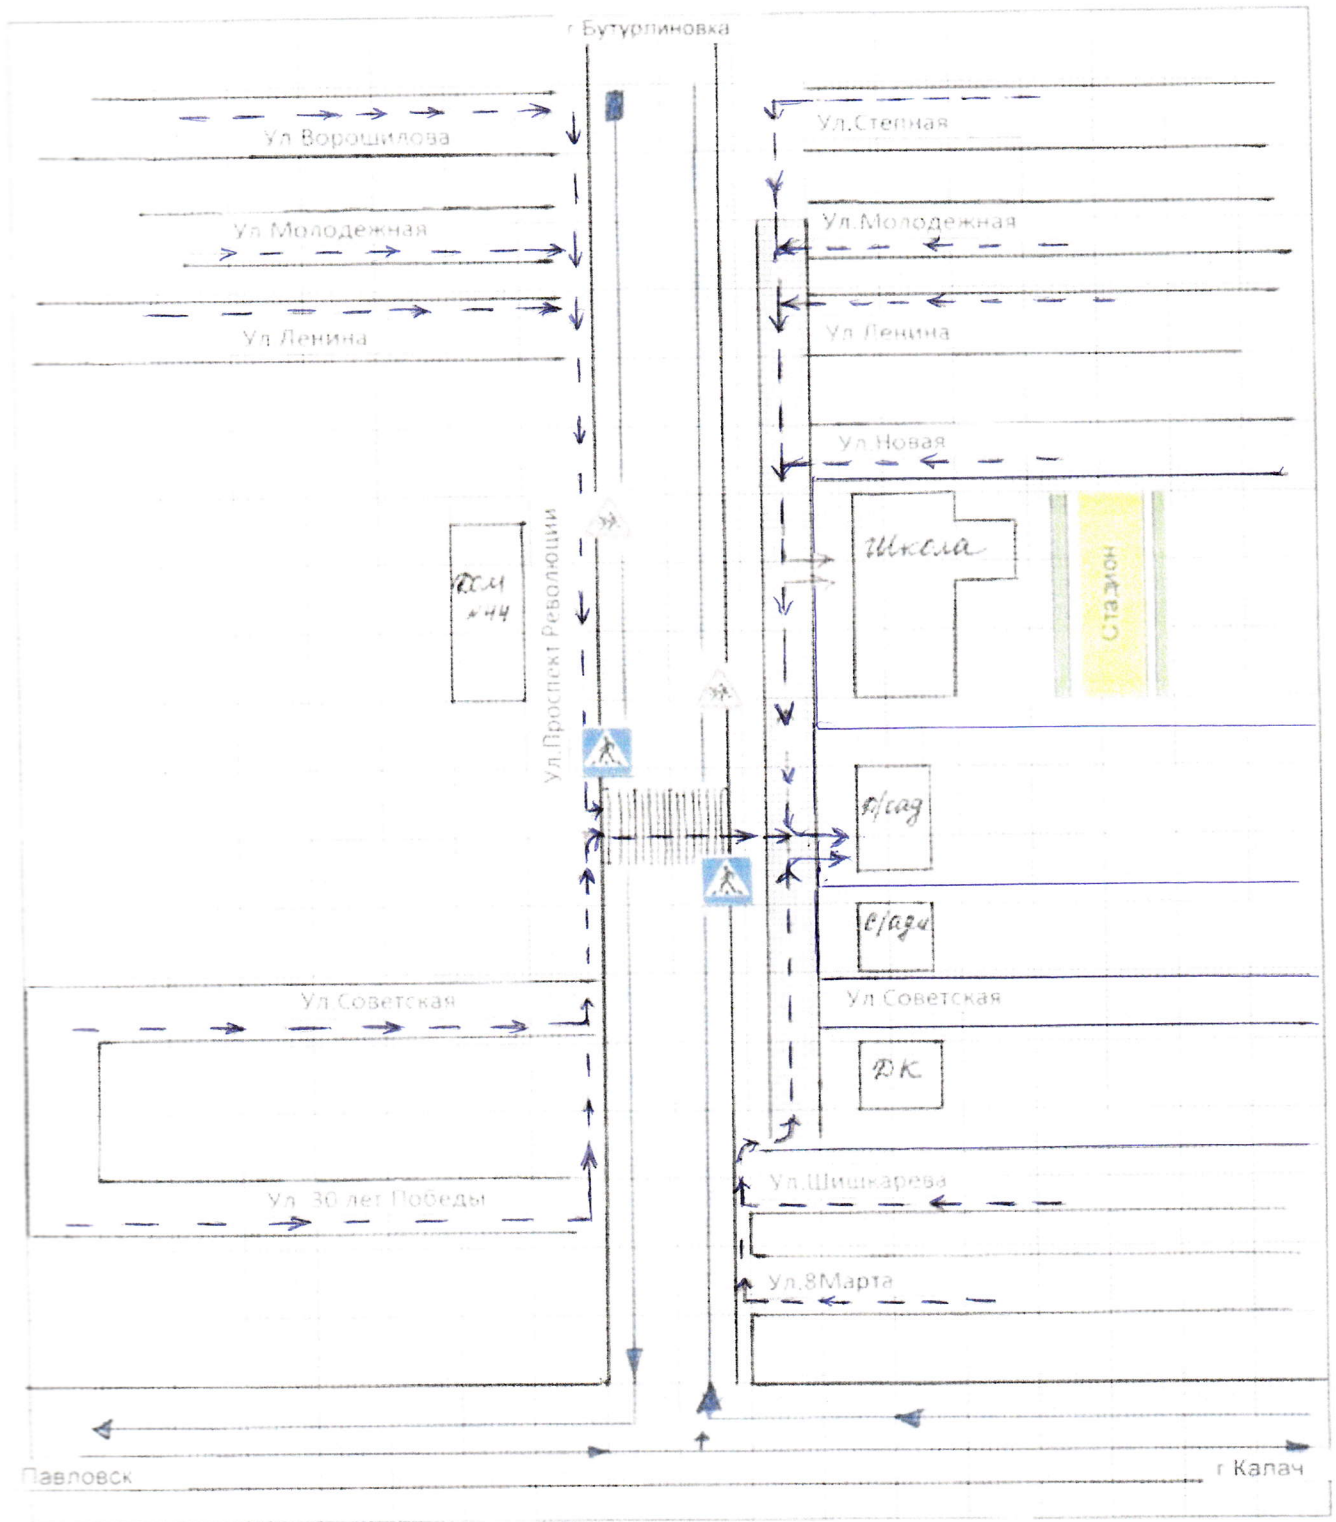 г Бутурлиновка
Ул.Степная
Ул Ворошилова
Ул Молодежная
Ул.Молодежная
Ул Ленина
Ул Ленина
Ул Новая
Школа
Стадион
№44
Ул.Проспект Революции
Д/сад
Ул Советская
Ул Советская
ДК
Ул.Шишкарева
Ул 30 лет Победы
Ул.8Марта
Павловск
г Калач